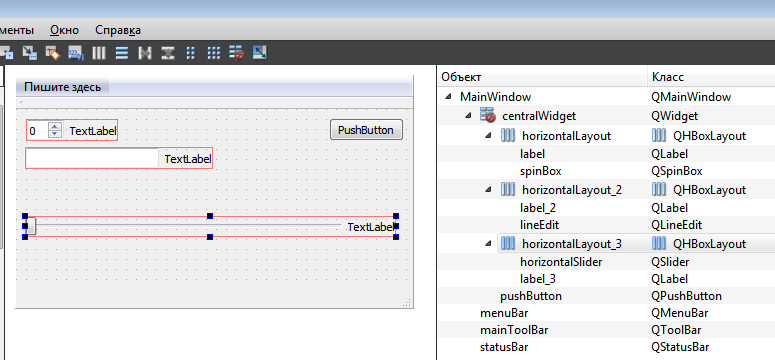 менты Окно Справка
Пишите здесь
0 TextLabel PushButton
TextLabel
TextLabel
Объект Класс
MainWindow QMainWindow
centralWidget QWidget
horizontalLayout QHBoxLayout
label QLabel
spinBox QSpinBox
horizontalLayout_2 QHBoxLayout
label_2 QLabel
lineEdit QLineEdit
horizontalLayout_3 QHBoxLayout
horizontalSlider QSlider
label_3 QLabel
pushButton QPushButton
menuBar QMenuBar
mainToolBar QToolBar
statusBar QStatusBar